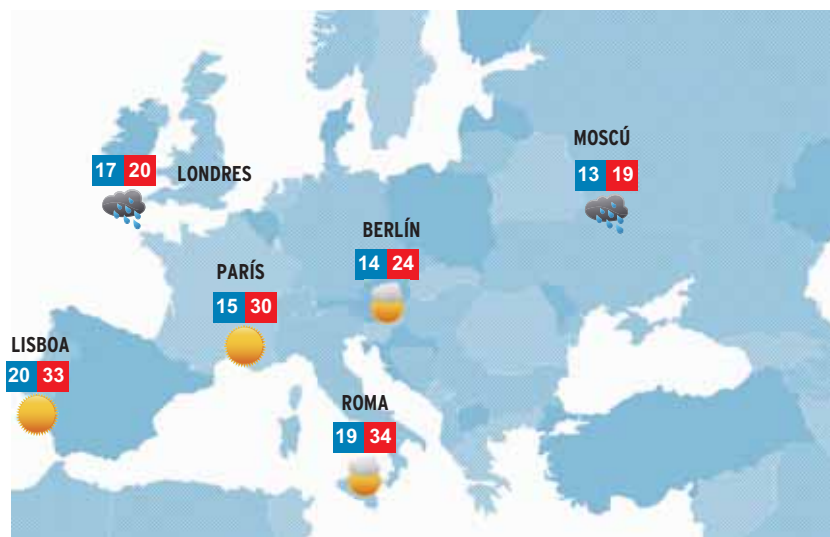 MOSCÚ
13 19
17 20
LONDRES
BERLÍN
14 24
PARÍS
15 30
LISBOA
20 33
ROMA
19 34